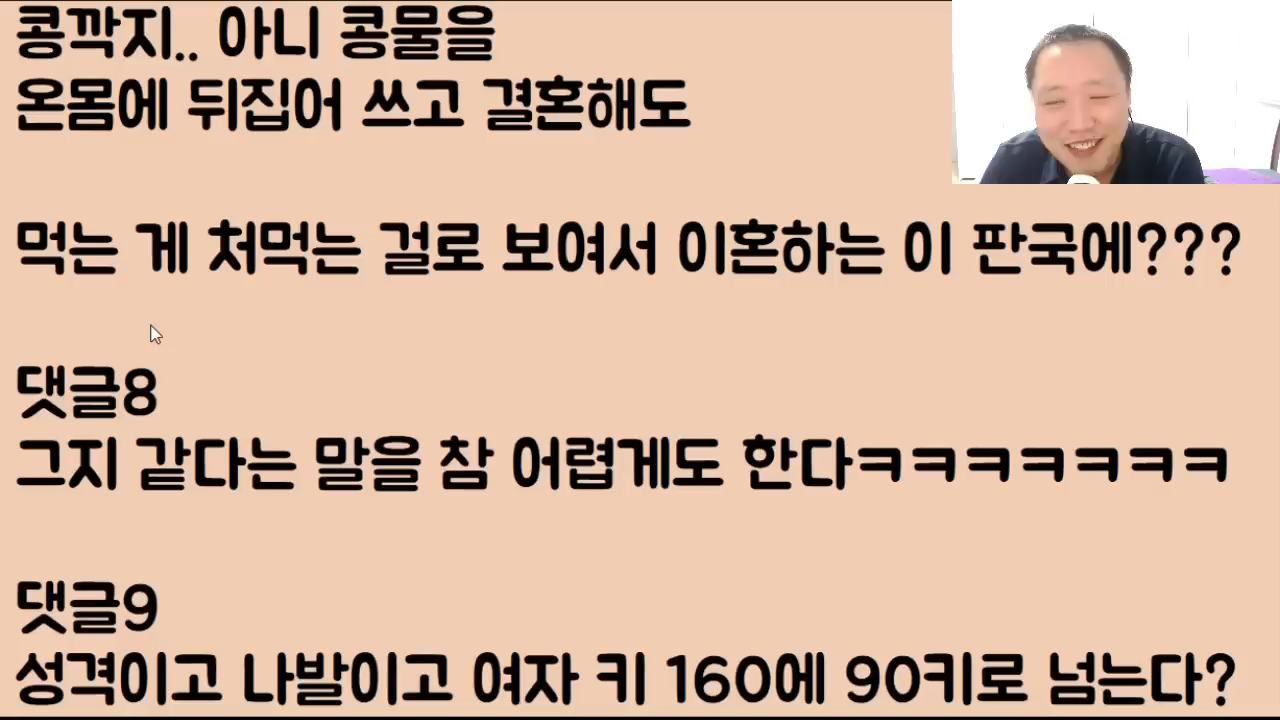 콩깍지.. 아니 콩물을
온몸에 뒤집어 쓰고 결혼해도
먹는 게 처먹는 걸로 보여서 이혼하는 이 판국에???
댓글8
그지 같다는 말을 참 어렵게도 한다ㅋㅋㅋㅋㅋㅋㅋ
댓글9
성격이고 나발이고 여자 키 160에 90키로 넘는다?